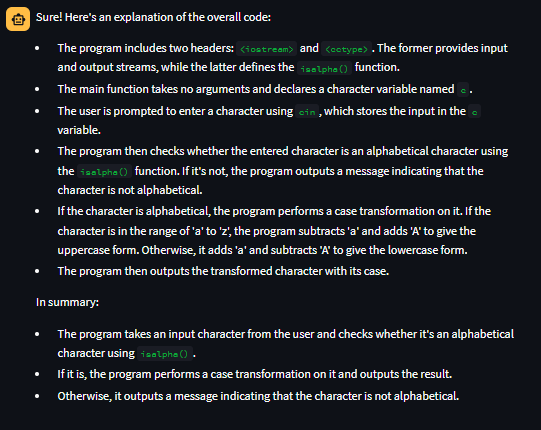 Sure! Here's an explanation of the overall code:
• The program includes two headers: <iostream> and <cctype>. The former provides input
and output streams, while the latter defines the isalpha() function.
• The main function takes no arguments and declares a character variable named c.
• The user is prompted to enter a character using cin, which stores the input in the c
variable.
• The program then checks whether the entered character is an alphabetical character using
the isalpha() function. If it's not, the program outputs a message indicating that the
character is not alphabetical.
• If the character is alphabetical, the program performs a case transformation on it. If the
character is in the range of 'a' to 'z', the program subtracts 'a' and adds 'A' to give the
uppercase form. Otherwise, it adds 'a' and subtracts 'A' to give the lowercase form.
• The program then outputs the transformed character with its case.
In summary:
• The program takes an input character from the user and checks whether it's an alphabetical
character using isalpha().
• If it is, the program performs a case transformation on it and outputs the result.
• Otherwise, it outputs a message indicating that the character is not alphabetical.